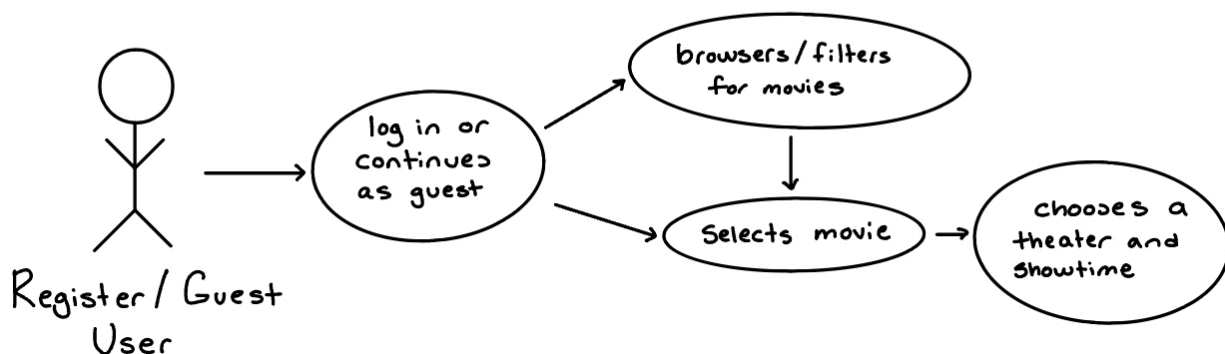 Register/ Guest
User
log in or
continues
as guest
browsers/filters
for movies
Selects movie
chooses a
theater and
showtime